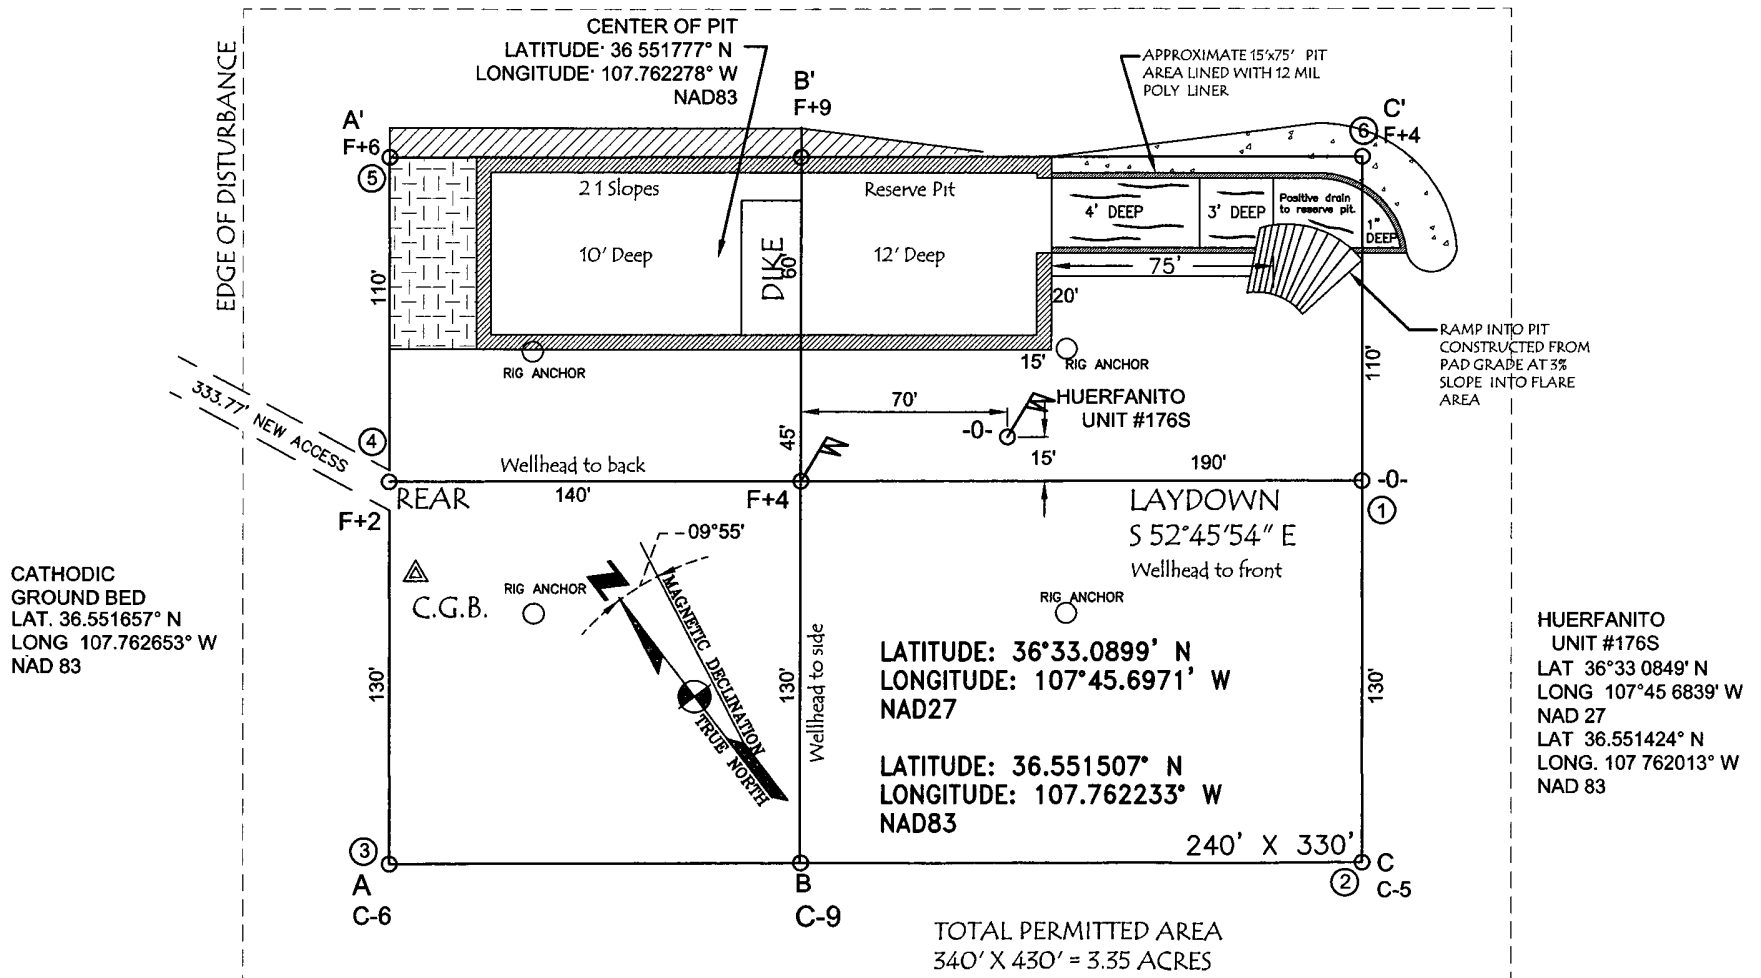 CENTER OF PIT
LATITUDE· 36 551777° N
LONGITUDE· 107.762278° W
NAD83
APPROXIMATE 15'x75' PIT
AREA LINED WITH 12 MIL
POLY LINER
EDGE OF DISTURBANCE
A'
F+6
5
B'
F+9
C'
6 F+4
2 1 Slopes
Reserve Pit
10' Deep
DIKE
60'
12' Deep
4' DEEP
3' DEEP
Positive drain
to reserve pit.
1"
DEEP
75'
20'
110'
110'
RIG ANCHOR
15'
RIG ANCHOR
RAMP INTO PIT
CONSTRUCTED FROM
PAD GRADE AT 3%
SLOPE INTO FLARE
AREA
333.77' NEW ACCESS
4
70'
HUERFANITO
UNIT #176S
-0-
45'
15'
Wellhead to back
140'
190'
REAR
F+2
F+4
-0-
1
LAYDOWN
S 52°45'54" E
Wellhead to front
09°55'
CATHODIC
GROUND BED
LAT. 36.551657° N
LONG 107.762653° W
NAD 83
C.G.B.
RIG ANCHOR
RIG ANCHOR
N
MAGNETIC DECLINATION
TRUE NORTH
130'
130'
Wellhead to side
130'
LATITUDE: 36°33.0899' N
LONGITUDE: 107°45.6971' W
NAD27
LATITUDE: 36.551507° N
LONGITUDE: 107.762233° W
NAD83
HUERFANITO
UNIT #176S
LAT 36°33 0849' N
LONG 107°45 6839' W
NAD 27
LAT 36.551424° N
LONG. 107 762013° W
NAD 83
240' X 330'
3
A
C-6
B
C-9
2
C
C-5
TOTAL PERMITTED AREA
340' X 430' = 3.35 ACRES